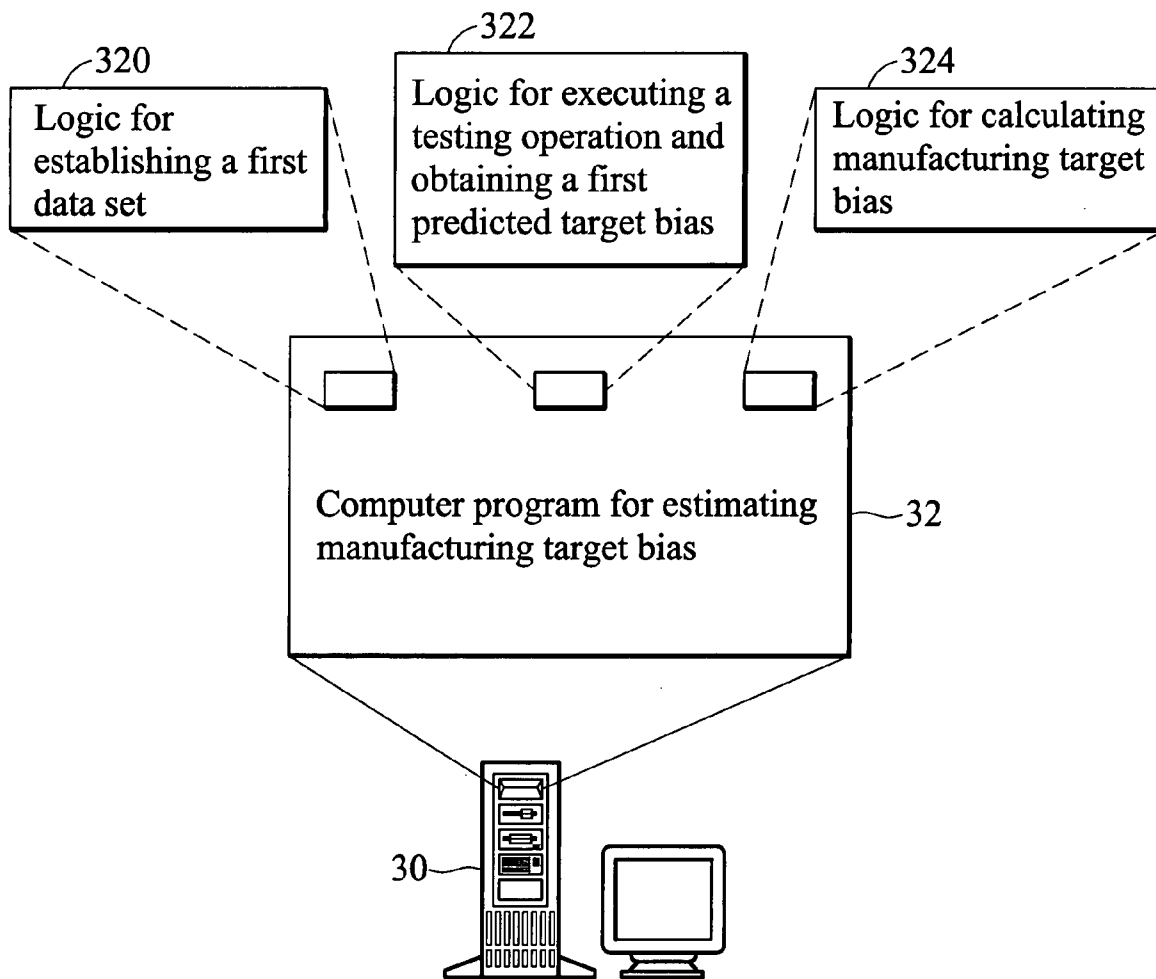 320
Logic for
establishing a first
data set
322
Logic for executing a
testing operation and
obtaining a first
predicted target bias
324
Logic for calculating
manufacturing target
bias
Computer program for estimating
manufacturing target bias
32
30